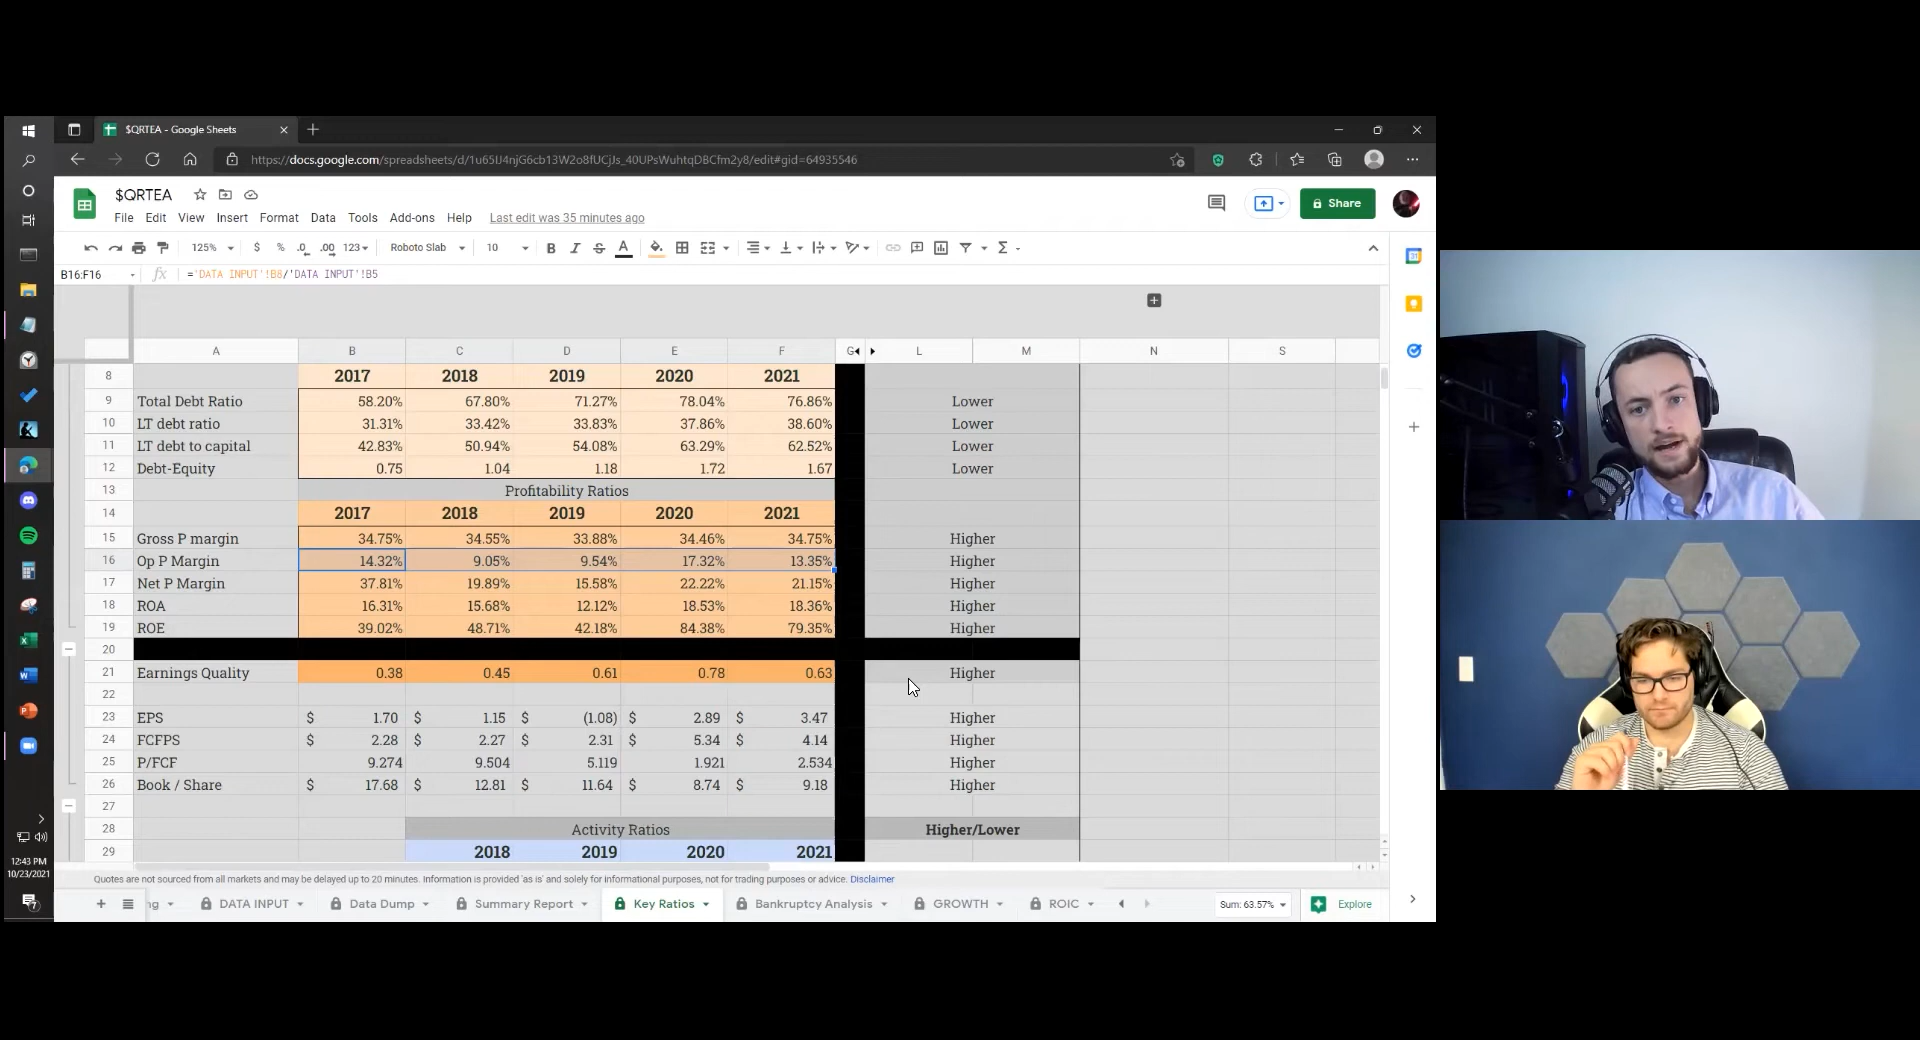 $QRTEA - Google Sheets
https://docs.google.com/spreadsheets/d/1u65IJ4njG6cb13W2o8fUCjJs_40UPsWuhtqDBCfm2y8/edit#gid=64935546
$QRTEA
File Edit View Insert Format Data Tools Add-ons Help Last edit was 35 minutes ago
Share
125% $ % .0 .00 123 Roboto Slab 10 B I S A
B16:F16 fx ='DATA INPUT'!B8/'DATA INPUT'!B5
A B C D E F G L M N S
8 2017 2018 2019 2020 2021
9 Total Debt Ratio 58.20% 67.80% 71.27% 78.04% 76.86% Lower
10 LT debt ratio 31.31% 33.42% 33.83% 37.86% 38.60% Lower
11 LT debt to capital 42.83% 50.94% 54.08% 63.29% 62.52% Lower
12 Debt-Equity 0.75 1.04 1.18 1.72 1.67 Lower
13 Profitability Ratios
14 2017 2018 2019 2020 2021
15 Gross P margin 34.75% 34.55% 33.88% 34.46% 34.75% Higher
16 Op P Margin 14.32% 9.05% 9.54% 17.32% 13.35% Higher
17 Net P Margin 37.81% 19.89% 15.58% 22.22% 21.15% Higher
18 ROA 16.31% 15.68% 12.12% 18.53% 18.36% Higher
19 ROE 39.02% 48.71% 42.18% 84.38% 79.35% Higher
20
21 Earnings Quality 0.38 0.45 0.61 0.78 0.63 Higher
22
23 EPS $ 1.70 $ 1.15 $ (1.08) $ 2.89 $ 3.47 Higher
24 FCFPS $ 2.28 $ 2.27 $ 2.31 $ 5.34 $ 4.14 Higher
25 P/FCF 9.274 9.504 5.119 1.921 2.534 Higher
26 Book / Share $ 17.68 $ 12.81 $ 11.64 $ 8.74 $ 9.18 Higher
27
28 Activity Ratios Higher/Lower
29 2018 2019 2020 2021
Quotes are not sourced from all markets and may be delayed up to 20 minutes. Information is provided 'as is' and solely for informational purposes, not for trading purposes or advice. Disclaimer
ng DATA INPUT Data Dump Summary Report Key Ratios Bankruptcy Analysis GROWTH ROIC Sum: 63.57% Explore
12:43 PM
10/23/2021